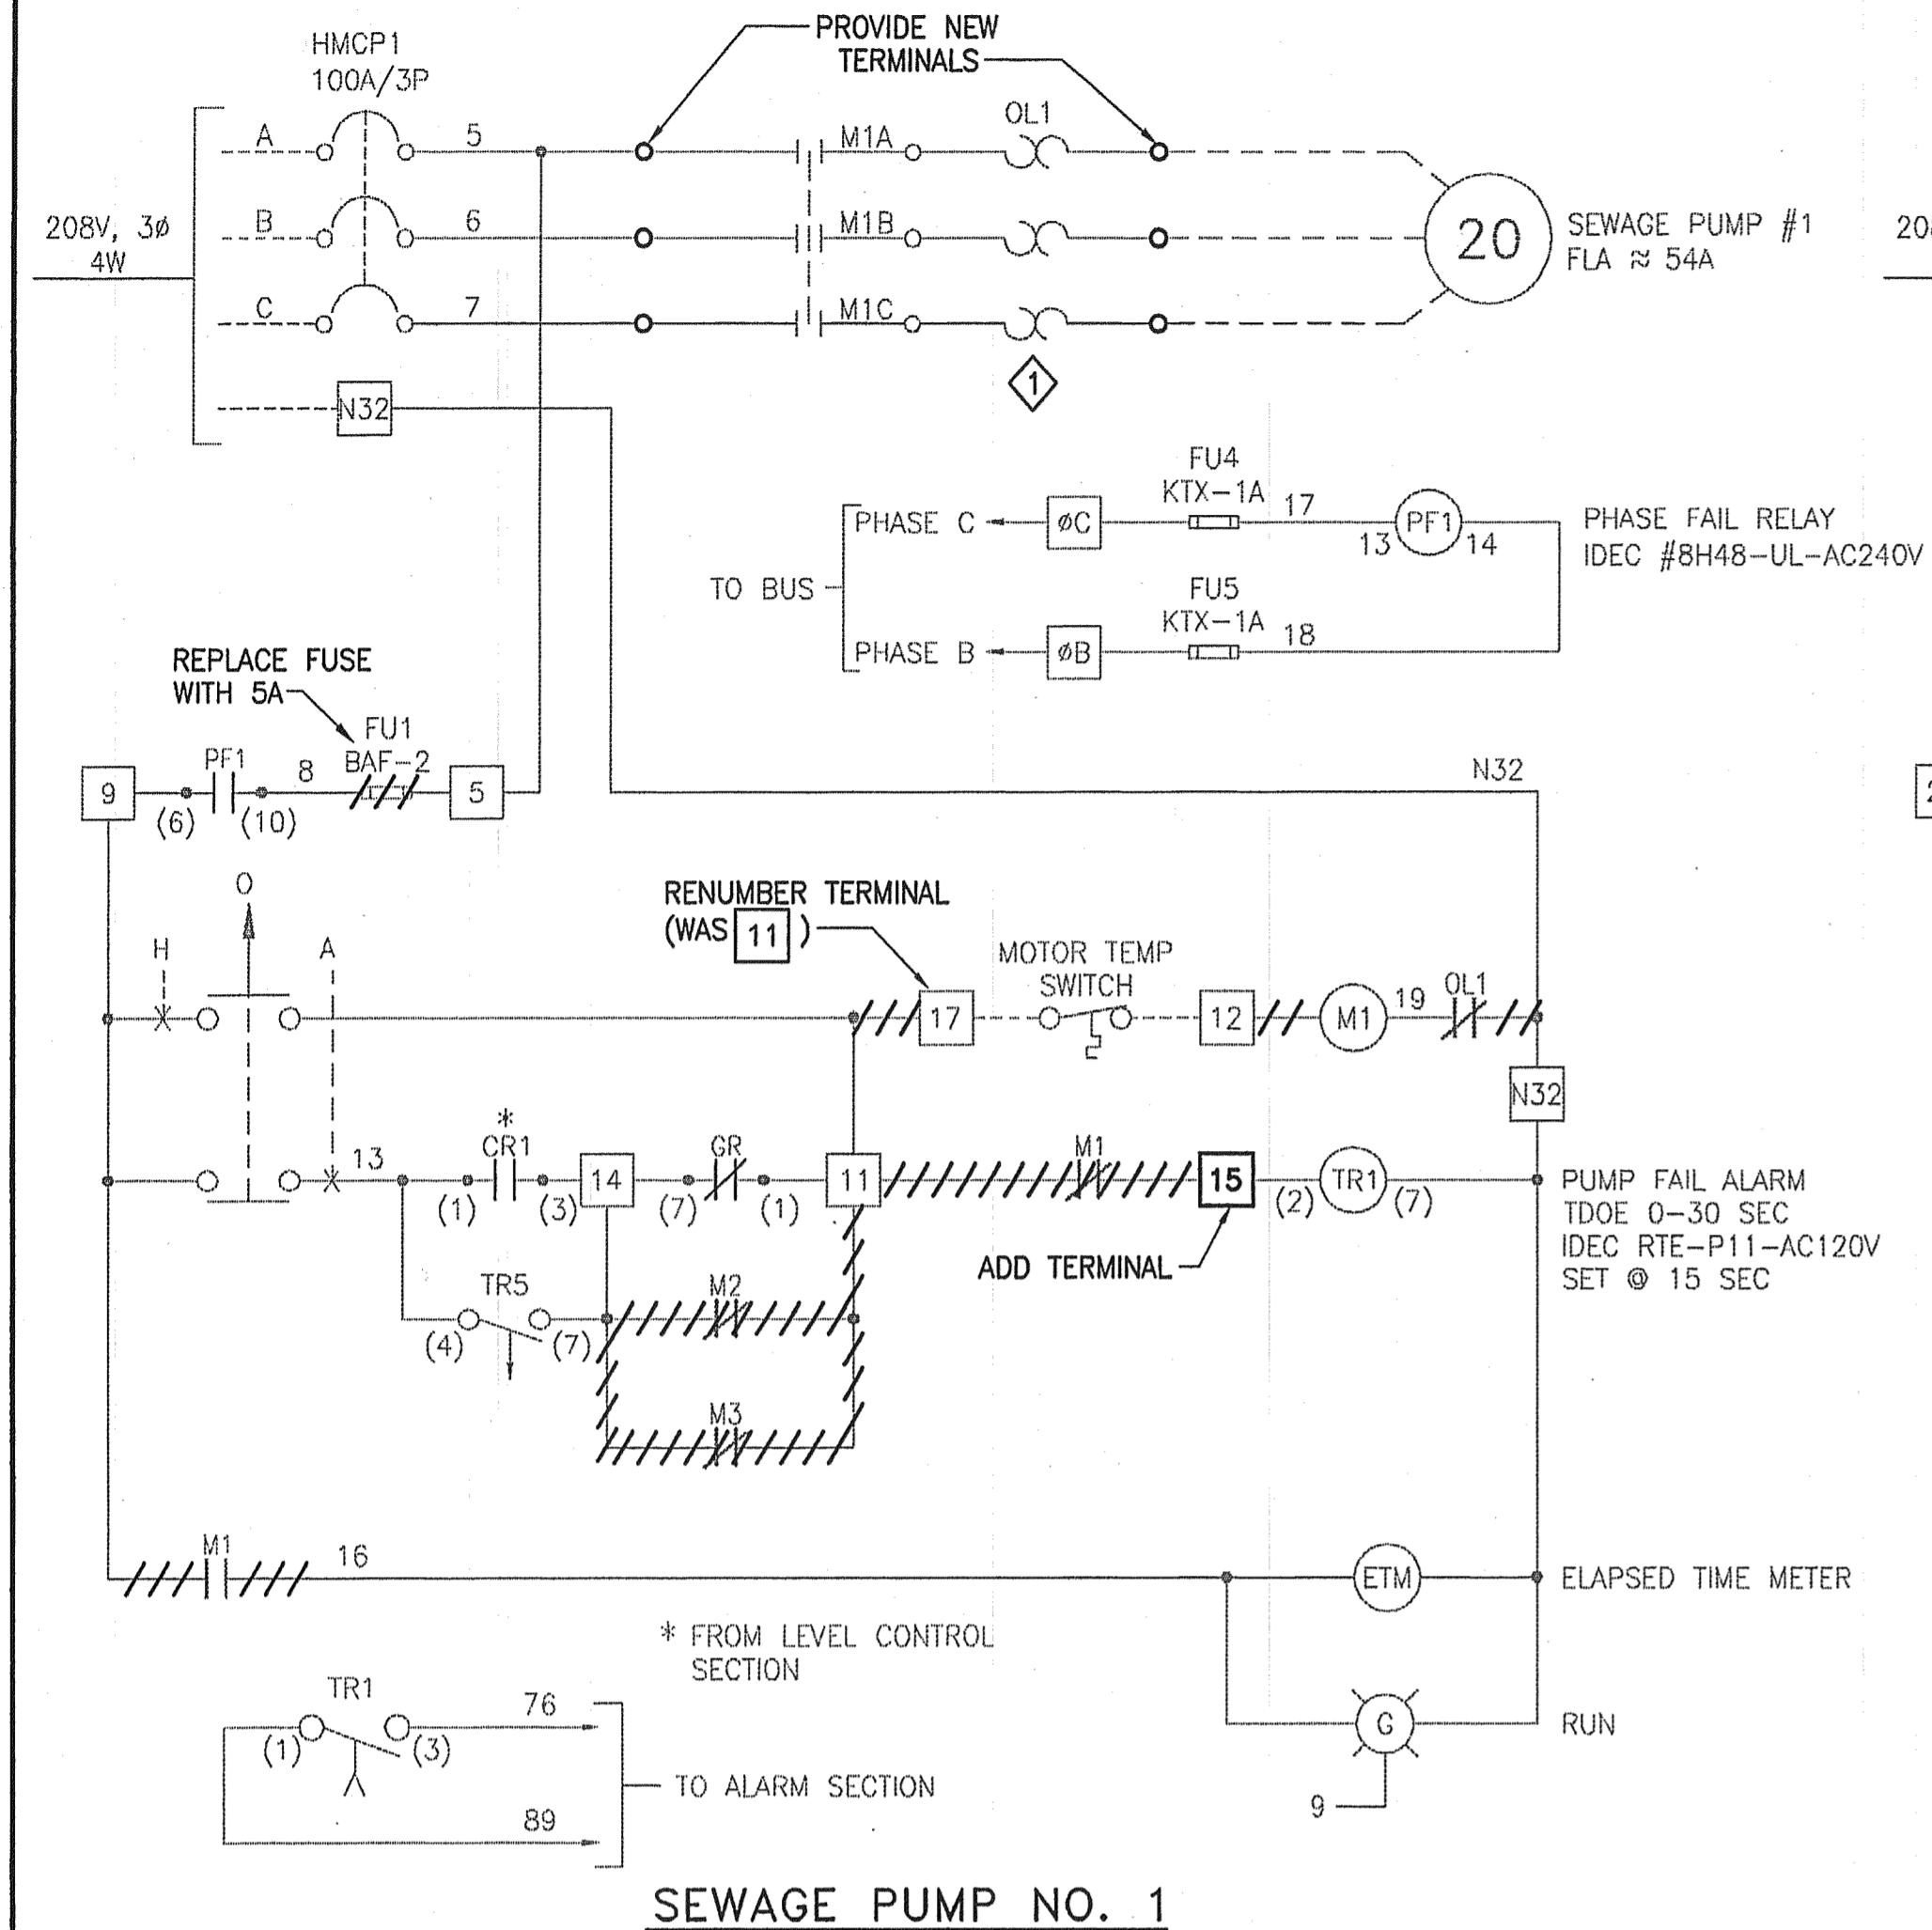 PROVIDE NEW
TERMINALS
HMCP1
100A/3P
OL1
A
5
M1A
208V, 3ø
4W
B
6
M1B
20
SEWAGE PUMP #1
FLA ≈ 54A
C
7
M1C
1
N32
FU4
KTX-1A
17
PHASE C
øC
13
PF1
14
PHASE FAIL RELAY
IDEC #8H48-UL-AC240V
TO BUS
FU5
KTX-1A
18
PHASE B
øB
REPLACE FUSE
WITH 5A
FU1
BAF-2
PF1
8
9
(6)
(10)
5
N32
O
H
A
RENUMBER TERMINAL
(WAS 11 )
MOTOR TEMP
SWITCH
17
12
M1
19
OL1
N32
*
CR1
13
(1)
(3)
14
GR
(7)
(1)
11
M1
15
(2)
TR1
(7)
PUMP FAIL ALARM
TDOE 0-30 SEC
IDEC RTE-P11-AC120V
SET @ 15 SEC
ADD TERMINAL
TR5
(4)
(7)
M2
M3
M1
16
ETM
ELAPSED TIME METER
* FROM LEVEL CONTROL
SECTION
TR1
76
(1)
(3)
G
RUN
TO ALARM SECTION
89
9
SEWAGE PUMP NO. 1